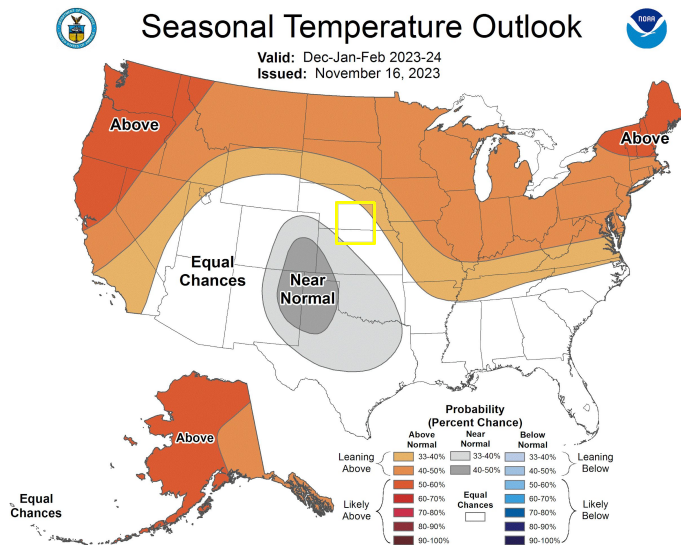 Seasonal Temperature Outlook
NOAA
Valid: Dec-Jan-Feb 2023-24
Issued: November 16, 2023
Above
Above
Equal
Chances
Near
Normal
Above
Equal
Chances
Probability
(Percent Chance)
Above
Normal
Near
Normal
Below
Normal
Leaning
Above
33-40%
33-40%
33-40%
Leaning
Below
40-50%
40-50%
40-50%
50-60%
50-60%
60-70%
Equal
Chances
60-70%
Likely
Above
70-80%
70-80%
Likely
Below
80-90%
80-90%
90-100%
90-100%